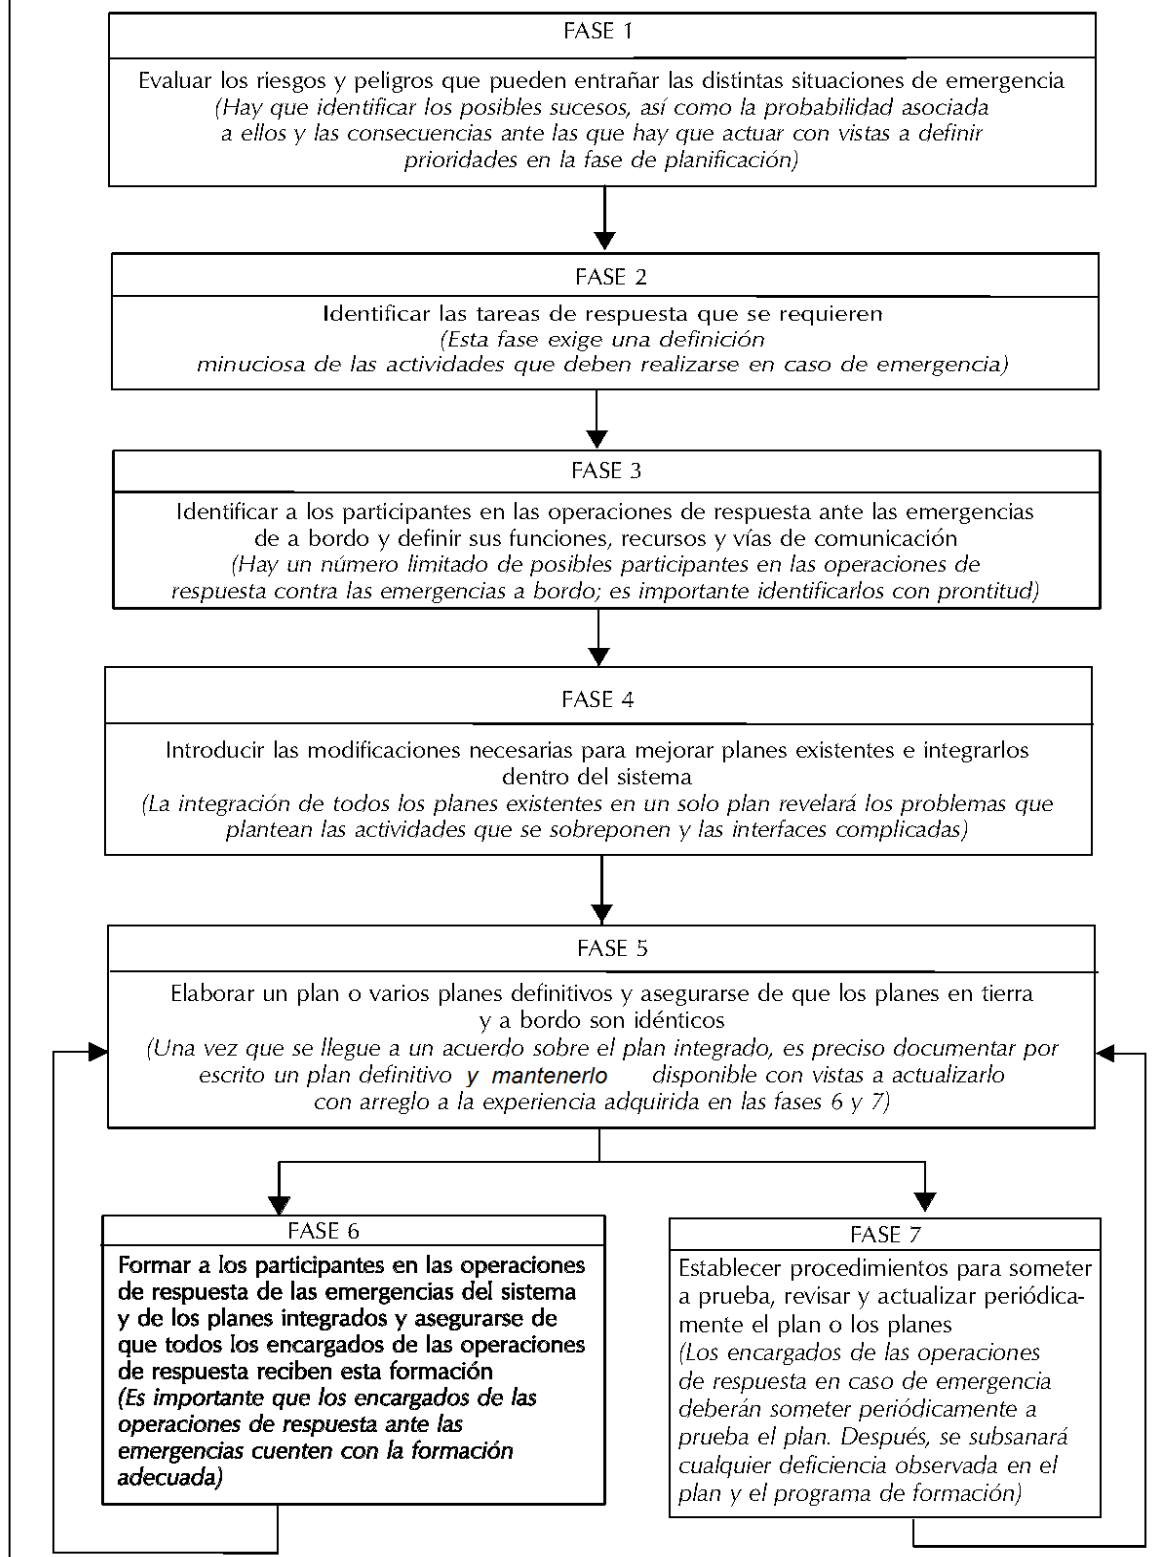 FASE 1
Evaluar los riesgos y peligros que pueden entrañar las distintas situaciones de emergencia
(Hay que identificar los posibles sucesos, así como la probabilidad asociada
a ellos y las consecuencias ante las que hay que actuar con vistas a definir
prioridades en la fase de planificación)
FASE 2
Identificar las tareas de respuesta que se requieren
(Esta fase exige una definición
minuciosa de las actividades que deben realizarse en caso de emergencia)
FASE 3
Identificar a los participantes en las operaciones de respuesta ante las emergencias
de a bordo y definir sus funciones, recursos y vías de comunicación
(Hay un número limitado de posibles participantes en las operaciones de
respuesta contra las emergencias a bordo; es importante identificarlos con prontitud)
FASE 4
Introducir las modificaciones necesarias para mejorar planes existentes e integrarlos
dentro del sistema
(La integración de todos los planes existentes en un solo plan revelará los problemas que
plantean las actividades que se sobreponen y las interfaces complicadas)
FASE 5
Elaborar un plan o varios planes definitivos y asegurarse de que los planes en tierra
y a bordo son idénticos
(Una vez que se llegue a un acuerdo sobre el plan integrado, es preciso documentar por
escrito un plan definitivo y mantenerlo disponible con vistas a actualizarlo
con arreglo a la experiencia adquirida en las fases 6 y 7)
FASE 6
Formar a los participantes en las operaciones
de respuesta de las emergencias del sistema
y de los planes integrados y asegurarse de
que todos los encargados de las operaciones
de respuesta reciben esta formación
(Es importante que los encargados de las
operaciones de respuesta ante las
emergencias cuenten con la formación
adecuada)
FASE 7
Establecer procedimientos para someter
a prueba, revisar y actualizar periódica-
mente el plan o los planes
(Los encargados de las operaciones
de respuesta en caso de emergencia
deberán someter periódicamente a
prueba el plan. Después, se subsanará
cualquier deficiencia observada en el
plan y el programa de formación)